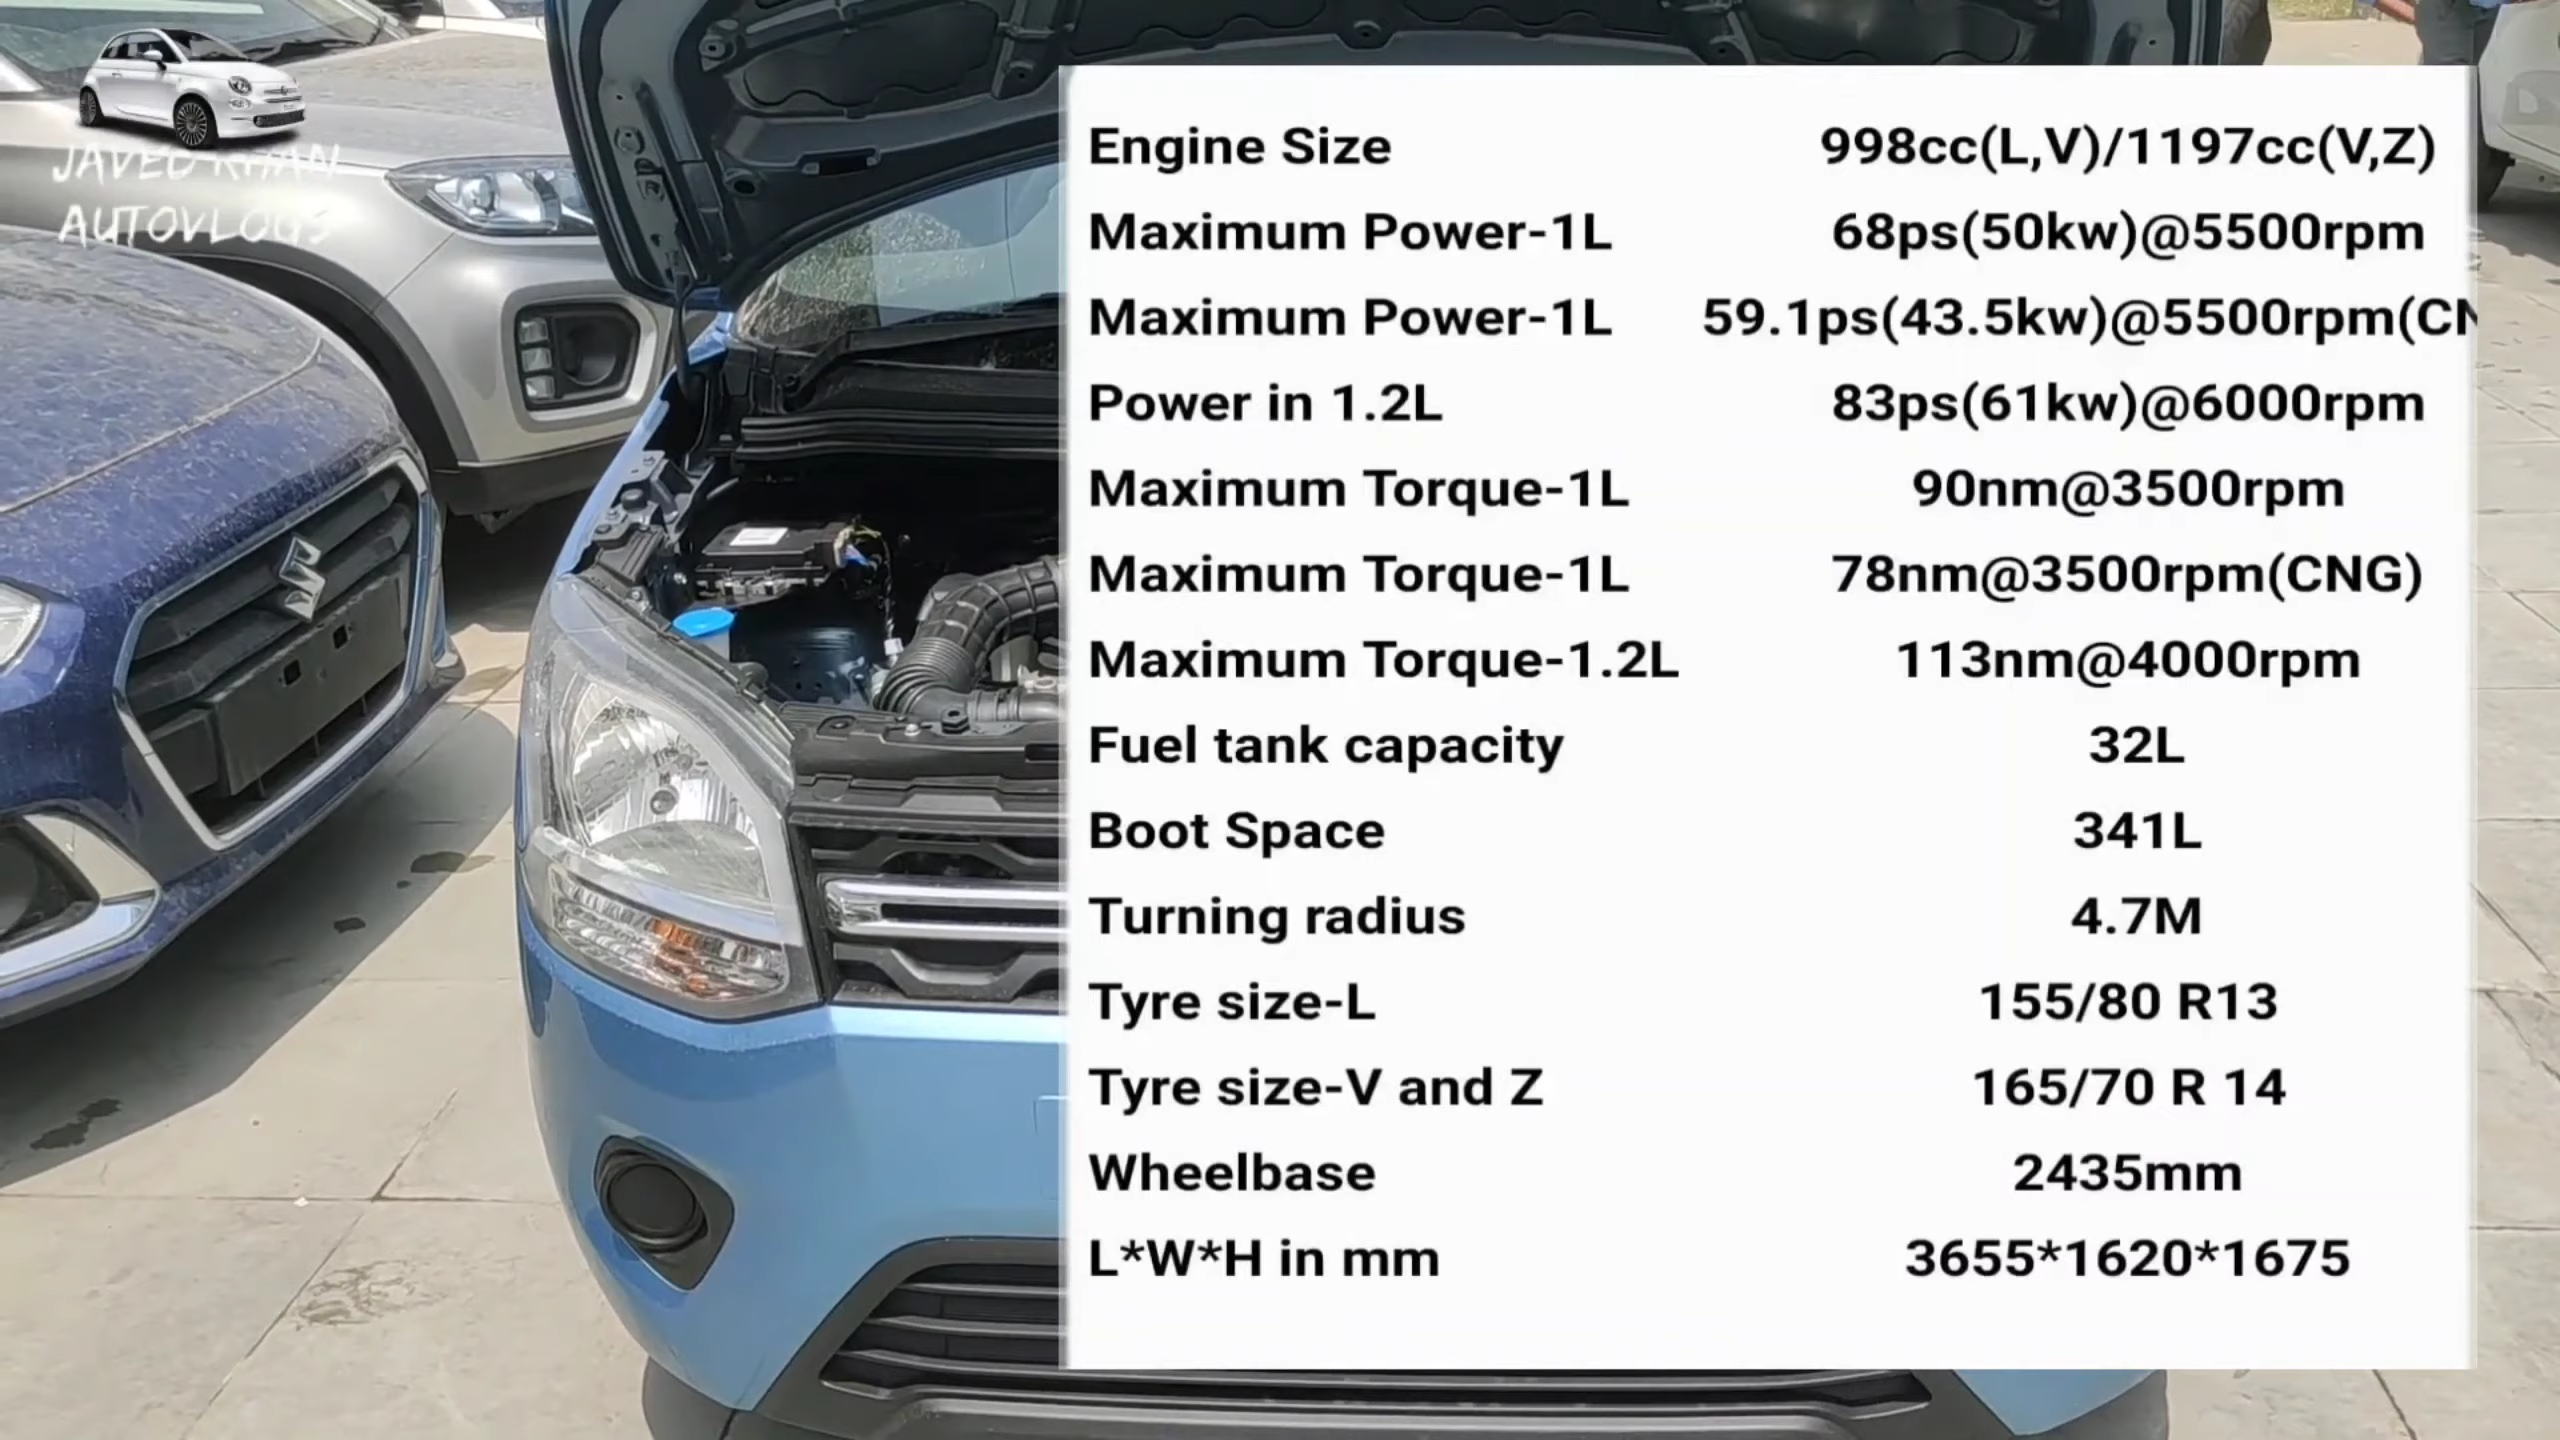 JAVED KHAN
AUTOVLOGS
Engine Size 998cc(L,V)/1197cc(V,Z)
Maximum Power-1L 68ps(50kw)@5500rpm
Maximum Power-1L 59.1ps(43.5kw)@5500rpm(CN
Power in 1.2L 83ps(61kw)@6000rpm
Maximum Torque-1L 90nm@3500rpm
Maximum Torque-1L 78nm@3500rpm(CNG)
Maximum Torque-1.2L 113nm@4000rpm
Fuel tank capacity 32L
Boot Space 341L
Turning radius 4.7M
Tyre size-L 155/80 R13
Tyre size-V and Z 165/70 R 14
Wheelbase 2435mm
L*W*H in mm 3655*1620*1675